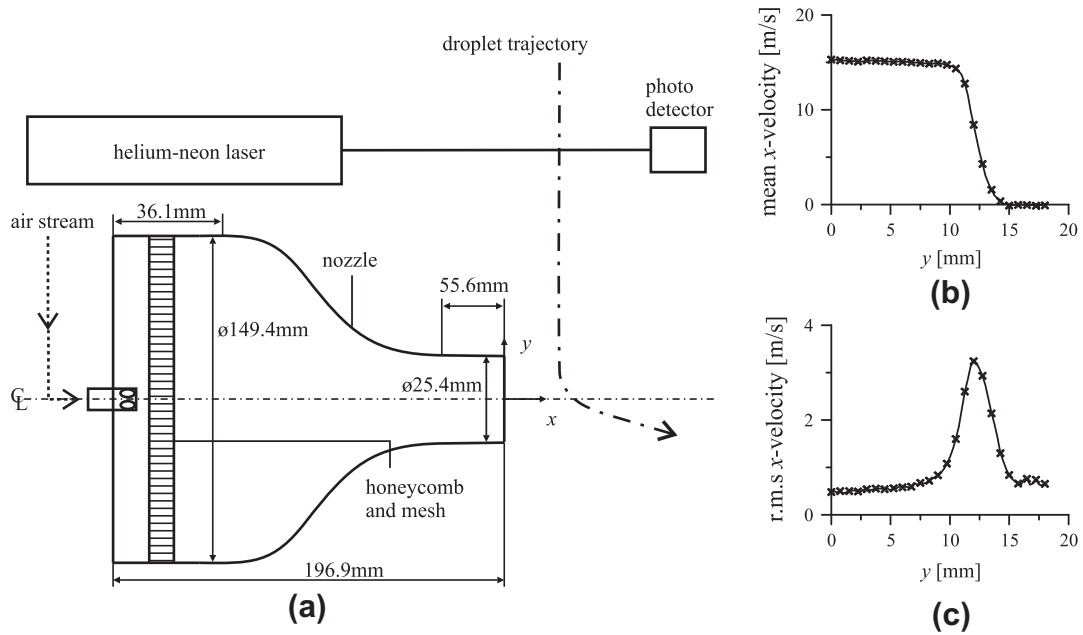 droplet trajectory
photo
detector
helium-neon laser
36.1mm
air stream
nozzle
55.6mm
ø149.4mm
y
ø25.4mm
℄
x
honeycomb
and mesh
196.9mm
(a)
mean x-velocity [m/s]
20
10
0
0 5 10 15 20
y [mm]
(b)
r.m.s x-velocity [m/s]
4
2
0
0 5 10 15 20
y [mm]
(c)